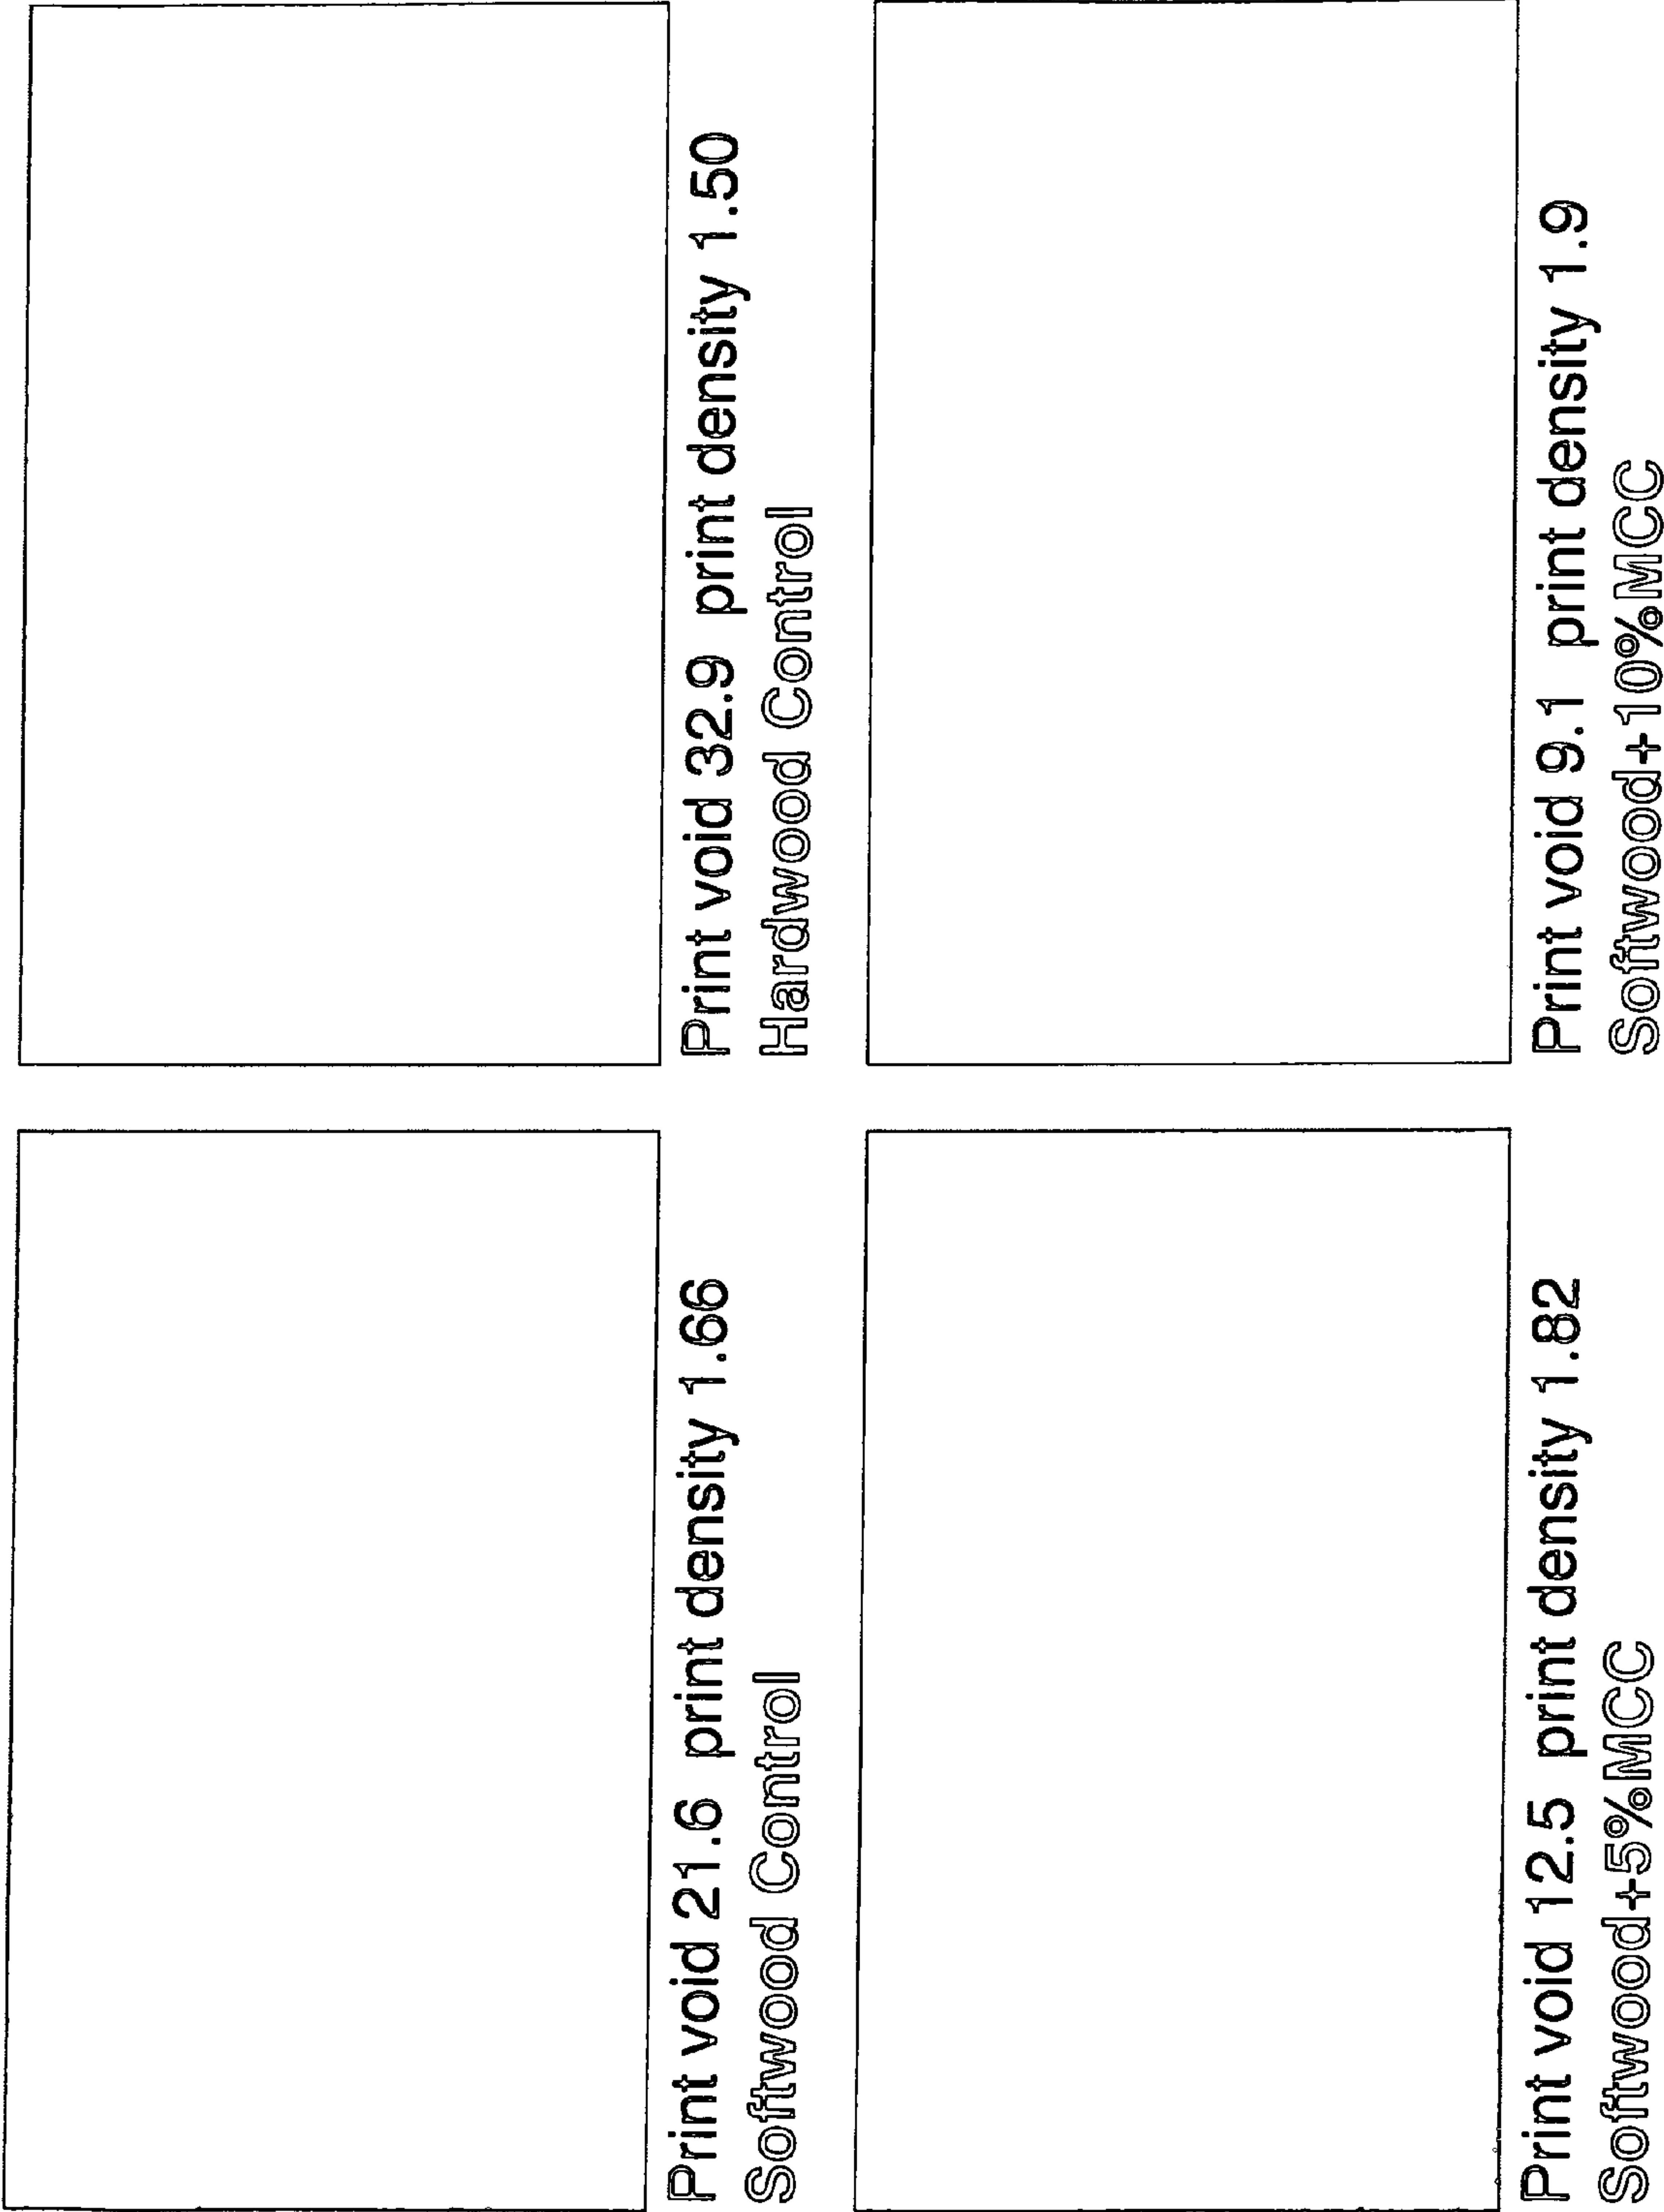 Print void 21.6 print density 1.66
Softwood Control
Print void 32.9 print density 1.50
Hardwood Control
Print void 12.5 print density 1.82
Softwood+5%MCC
Print void 9.1 print density 1.9
Softwood+10%MCC